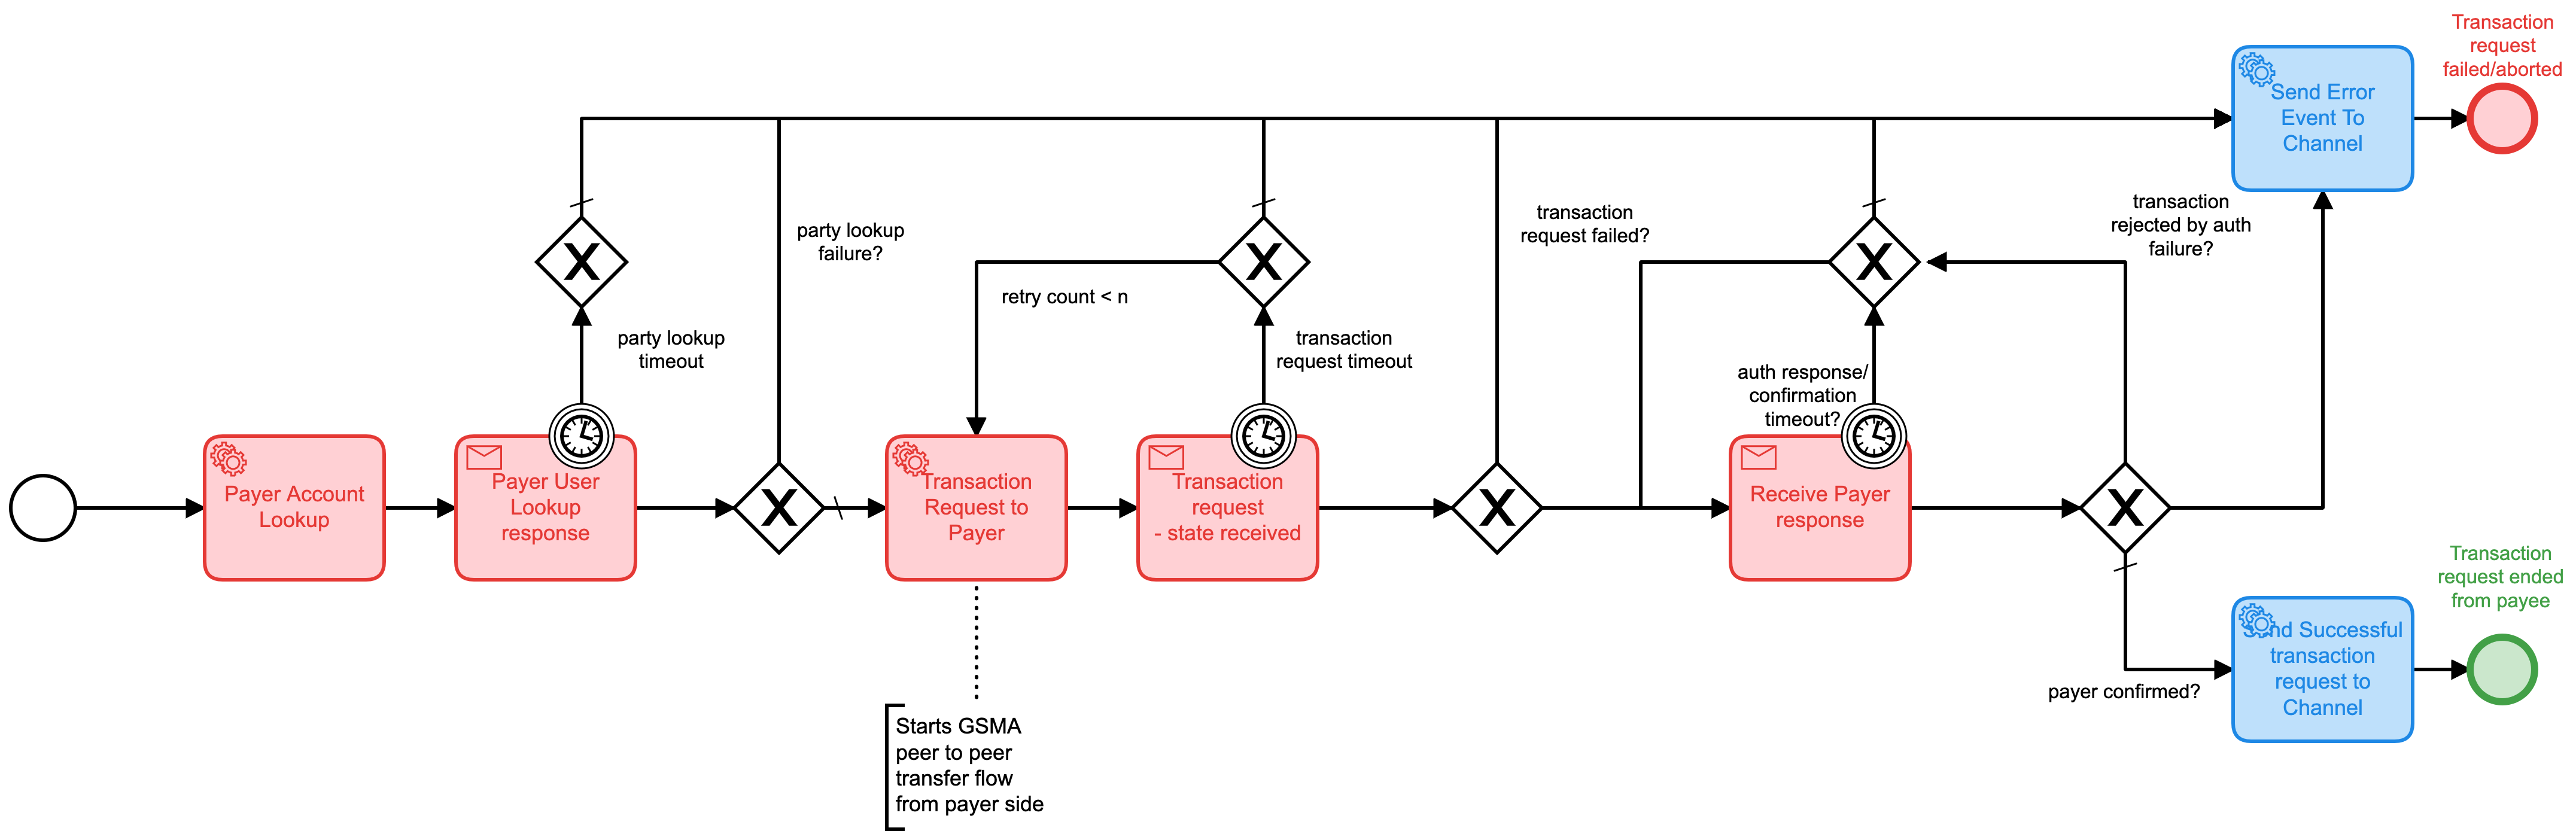 Transaction
request
failed/aborted
Send Error
Event To
Channel
transaction
rejected by auth
failure?
transaction
request failed?
party lookup
failure?
retry count < n
party lookup
timeout
transaction
request timeout
auth response/
confirmation
timeout?
Payer Account
Lookup
Payer User
Lookup
response
Transaction
Request to
Payer
Transaction
request
- state received
Receive Payer
response
Transaction
request ended
from payee
Send Successful
transaction
request to
Channel
payer confirmed?
Starts GSMA
peer to peer
transfer flow
from payer side